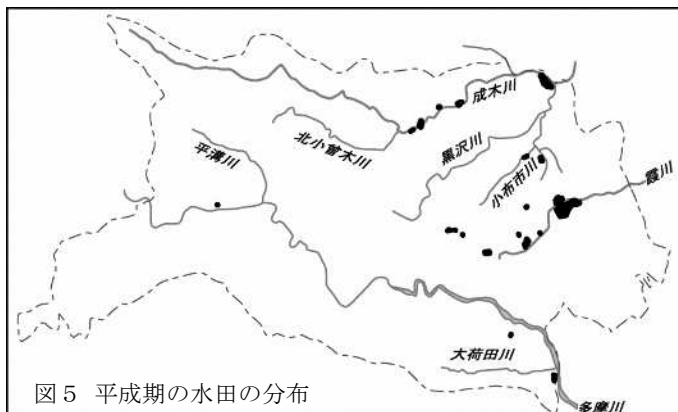 成木川
北小曽木川
黒沢川
平溝川
小布市川
霞川
大荷田川
多摩川
図5 平成期の水田の分布